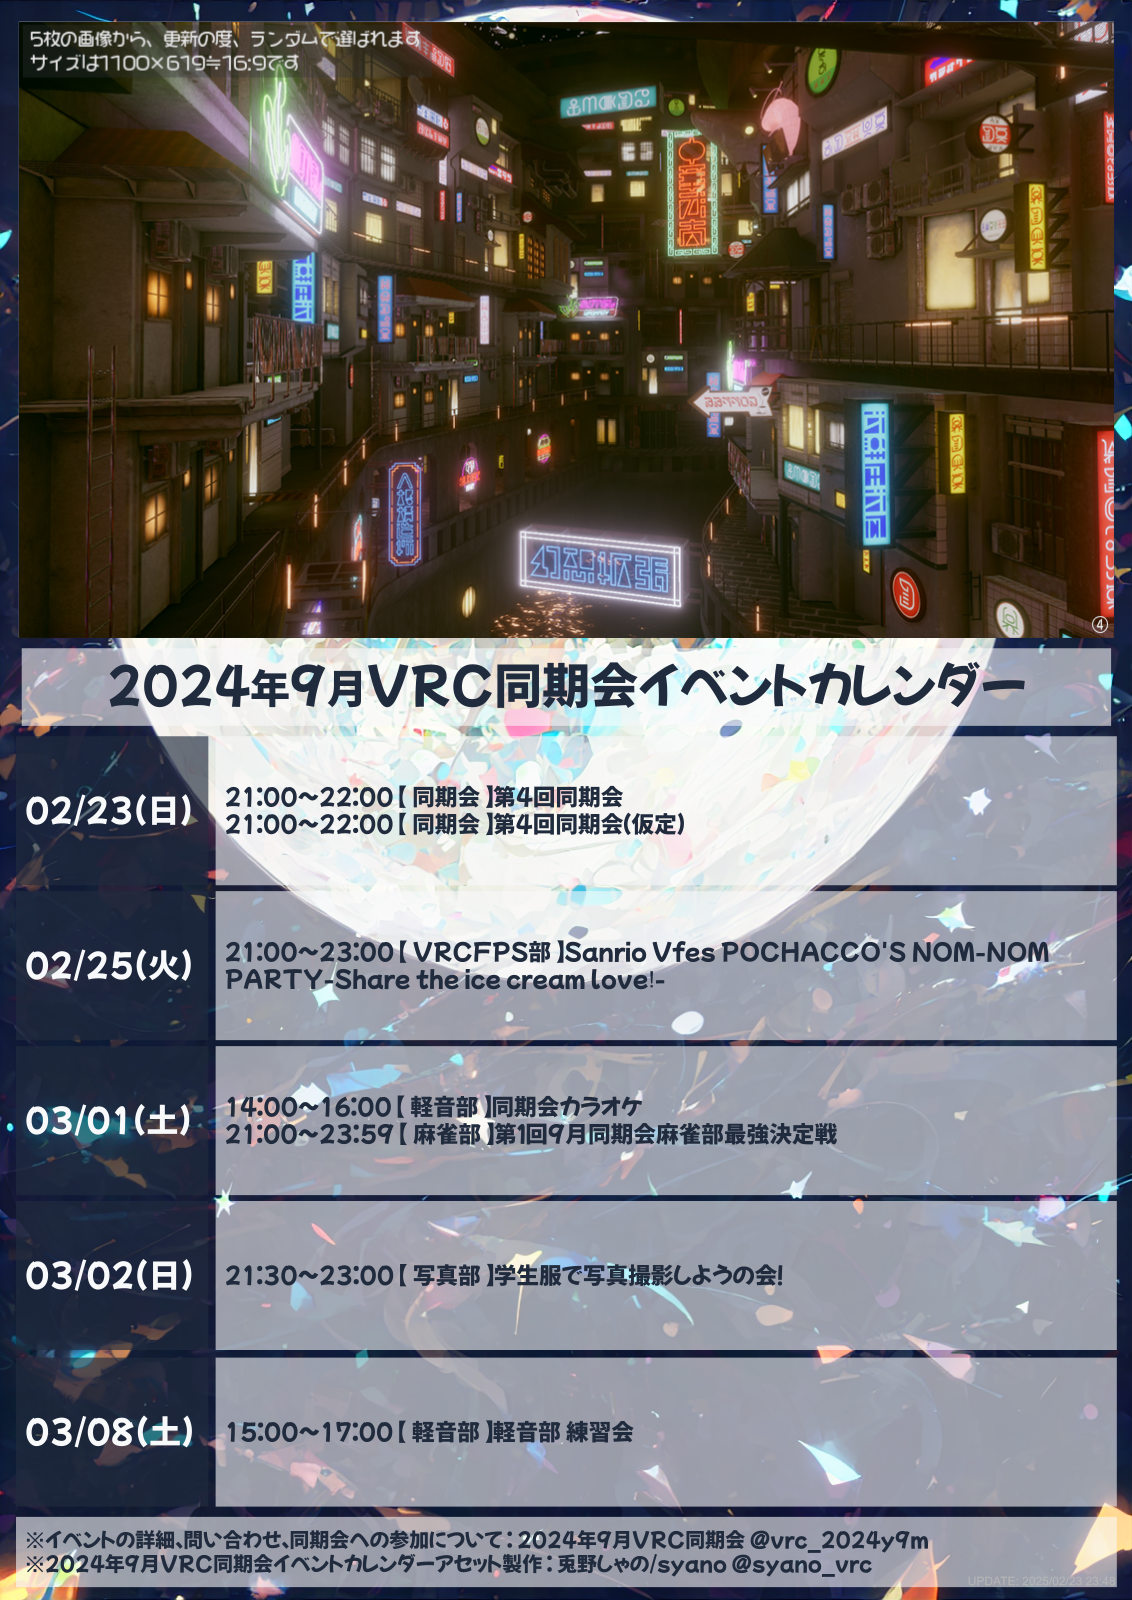 5枚の画像から、更新の度、ランダムで選ばれます
サイズは1100×619≒16:9です
幻想拡張
④
2024年9月VRC同期会イベントカレンダー
02/23(日)
21:00～22:00【 同期会 】第4回同期会
21:00～22:00【 同期会 】第4回同期会(仮定)
02/25(火)
21:00～23:00【 VRCFPS部 】Sanrio Vfes POCHACCO'S NOM-NOM
PARTY-Share the ice cream love!-
03/01(土)
14:00～16:00【 軽音部 】同期会カラオケ
21:00～23:59【 麻雀部 】第1回9月同期会麻雀部最強決定戦
03/02(日)
21:30～23:00【 写真部 】学生服で写真撮影しようの会!
03/08(土)
15:00～17:00【 軽音部 】軽音部 練習会
※イベントの詳細、問い合わせ、同期会への参加について：2024年9月VRC同期会 @vrc_2024y9m
※2024年9月VRC同期会イベントカレンダーアセット製作：兎野しゃの/syano @syano_vrc
UPDATE: 2025/02/23 23:48